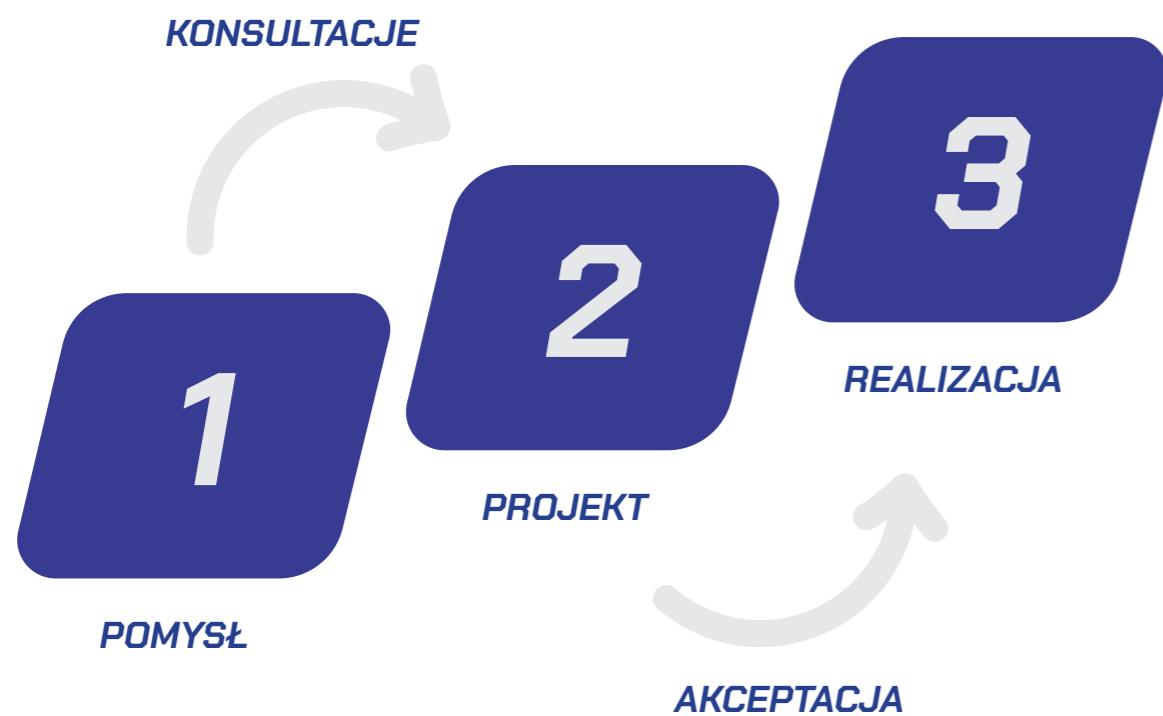 KONSULTACJE
1
POMYSŁ
2
PROJEKT
AKCEPTACJA
3
REALIZACJA